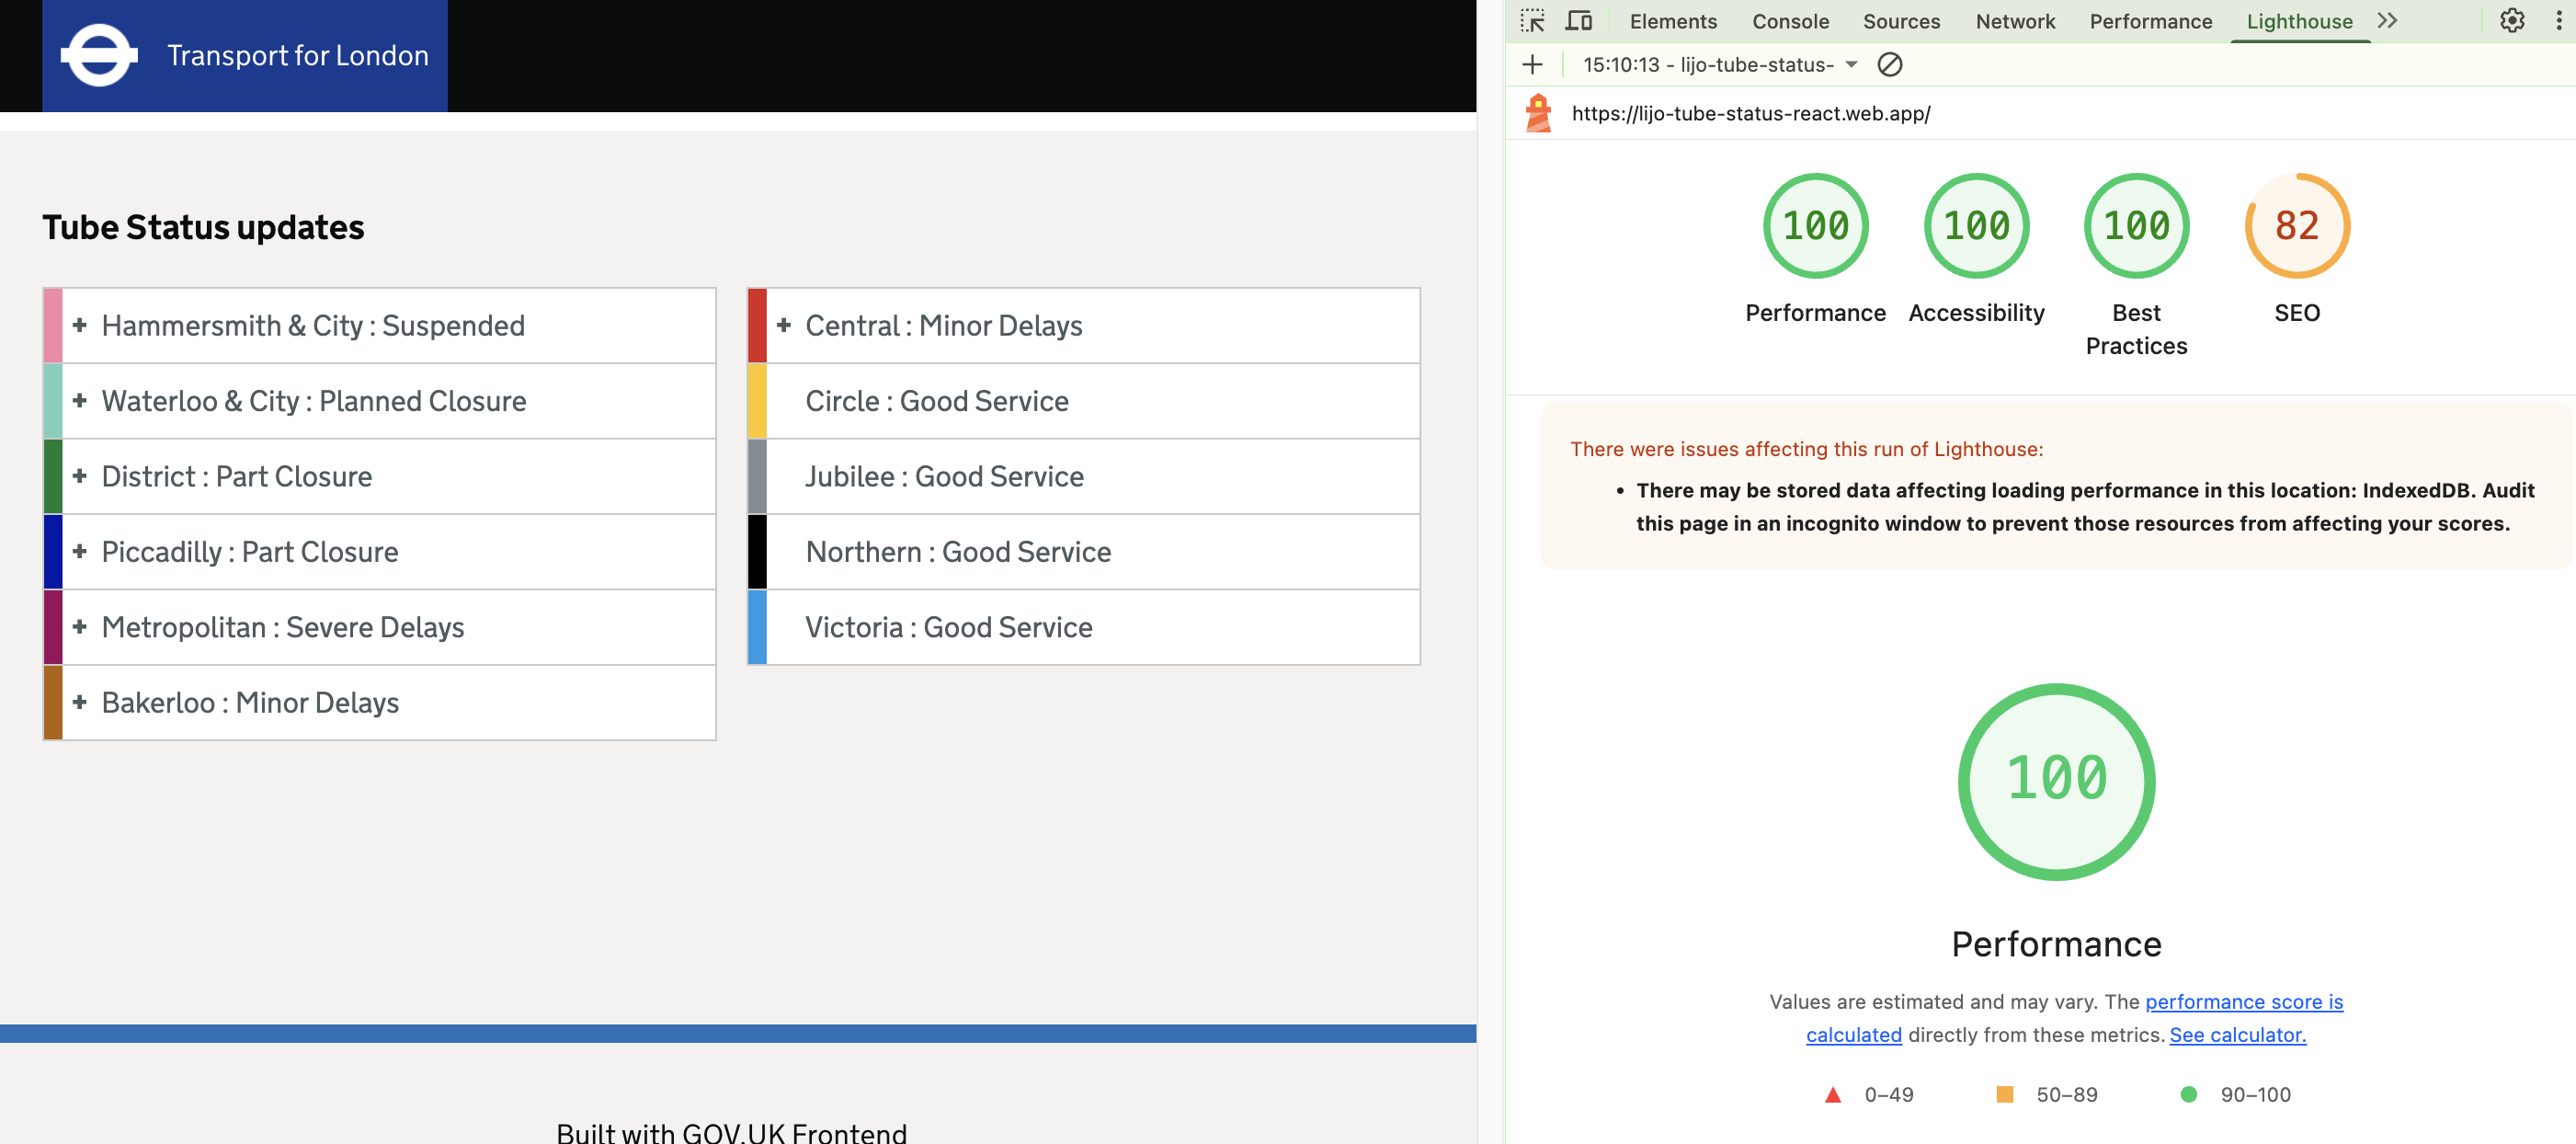 Transport for London
Tube Status updates
+ Hammersmith & City : Suspended
+ Waterloo & City : Planned Closure
+ District : Part Closure
+ Piccadilly : Part Closure
+ Metropolitan : Severe Delays
+ Bakerloo : Minor Delays
+ Central : Minor Delays
Circle : Good Service
Jubilee : Good Service
Northern : Good Service
Victoria : Good Service
Built with GOV.UK Frontend
Elements Console Sources Network Performance Lighthouse
15:10:13 - lijo-tube-status-
https://lijo-tube-status-react.web.app/
100 100 100 82
Performance Accessibility Best Practices SEO
There were issues affecting this run of Lighthouse:
• There may be stored data affecting loading performance in this location: IndexedDB. Audit
this page in an incognito window to prevent those resources from affecting your scores.
100
Performance
Values are estimated and may vary. The performance score is
calculated directly from these metrics. See calculator.
0–49 50–89 90–100